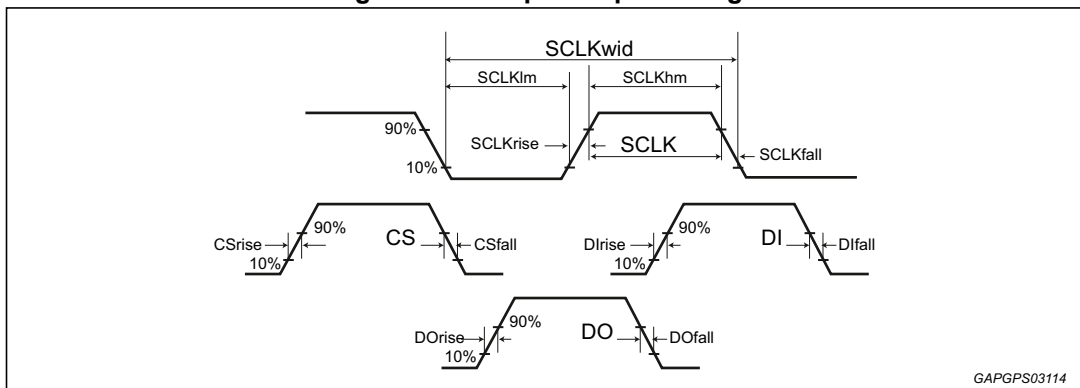 SCLKwid
SCLKlm
SCLKhm
90%
SCLKrise
SCLK
SCLKfall
10%
CSrise
90%
CS
CSfall
10%
DIrise
90%
DI
DIfall
10%
DOrise
90%
DO
DOfall
10%
GAPGPS03114